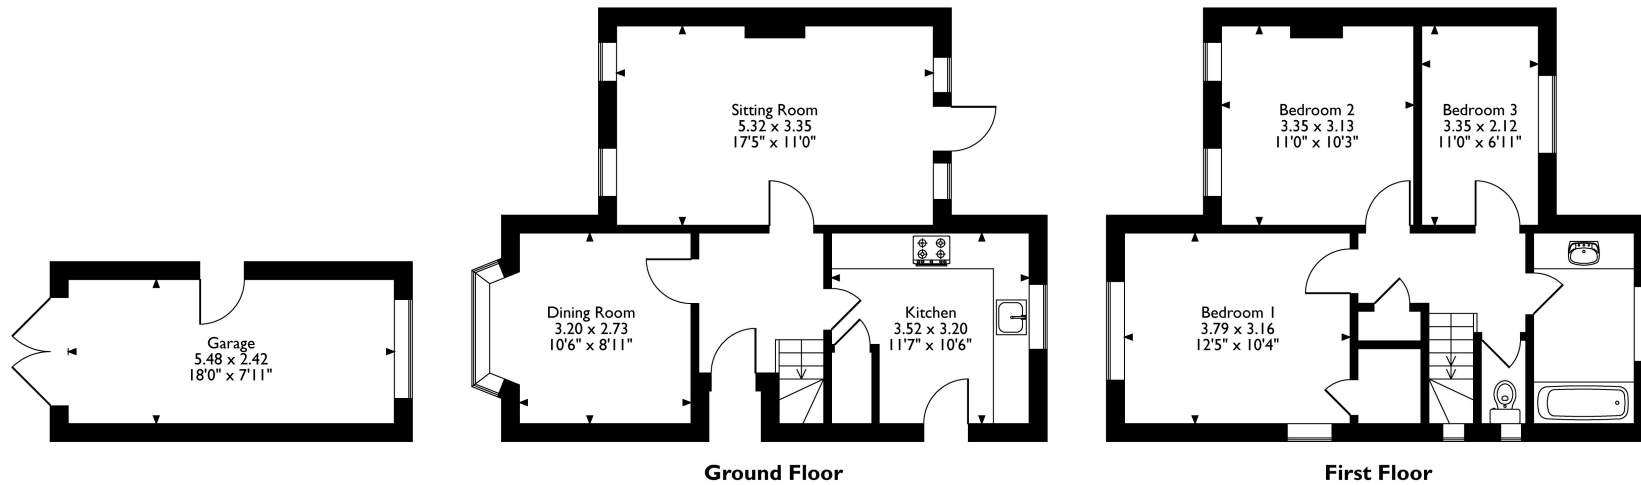 Garage
5.48 x 2.42
18'0" x 7'11"
Sitting Room
5.32 x 3.35
17'5" x 11'0"
Dining Room
3.20 x 2.73
10'6" x 8'11"
Kitchen
3.52 x 3.20
11'7" x 10'6"
Ground Floor
Bedroom 2
3.35 x 3.13
11'0" x 10'3"
Bedroom 3
3.35 x 2.12
11'0" x 6'11"
Bedroom 1
3.79 x 3.16
12'5" x 10'4"
First Floor